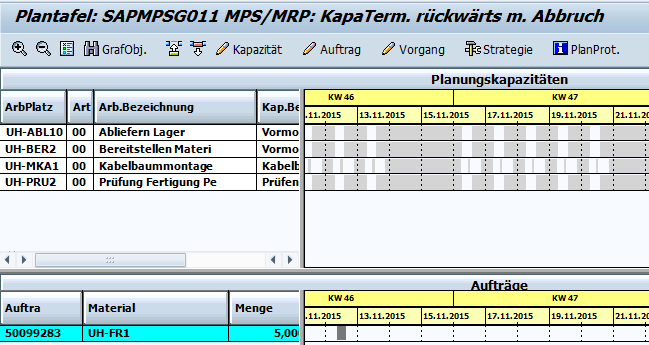 Plantafel: SAPMPSG011 MPS/MRP: KapaTerm. rückwärts m. Abbruch
GrafObj. Kapazität Auftrag Vorgang Strategie PlanProt.
Planungskapazitäten
ArbPlatz Art Arb.Bezeichnung Kap.Be KW 46 KW 47
.11.2015 13.11.2015 15.11.2015 17.11.2015 19.11.2015 21.11.2015
UH-ABL10 00 Abliefern Lager Vormo
UH-BER2 00 Bereitstellen Materi Vormo
UH-MKA1 00 Kabelbaummontage Kabelb
UH-PRU2 00 Prüfung Fertigung Pe Prüfen
Aufträge
Auftra Material Menge KW 46 KW 47
.11.2015 13.11.2015 15.11.2015 17.11.2015 19.11.2015 21.11.2015
50099283 UH-FR1 5,00